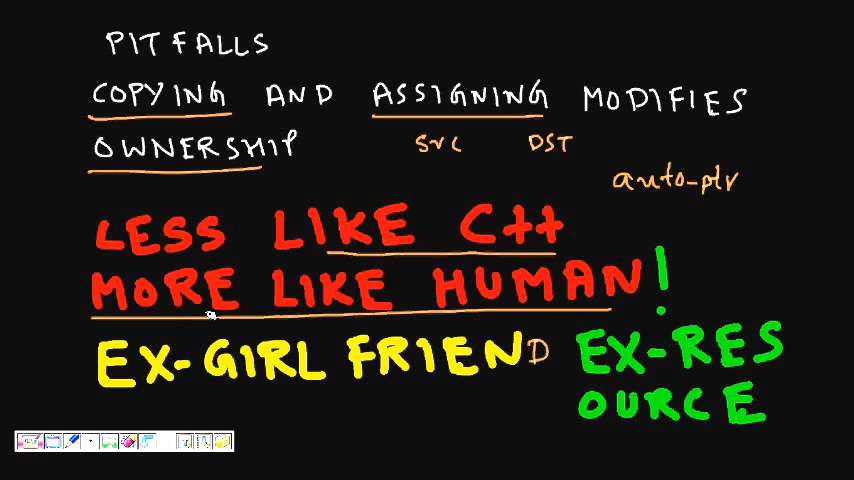 PITFALLS
COPYING AND ASSIGNING MODIFIES
OWNERSHIP
src DST
auto-ptr
LESS LIKE C++
MORE LIKE HUMAN!
EX-GIRL FRIEND
EX-RES
OURCE